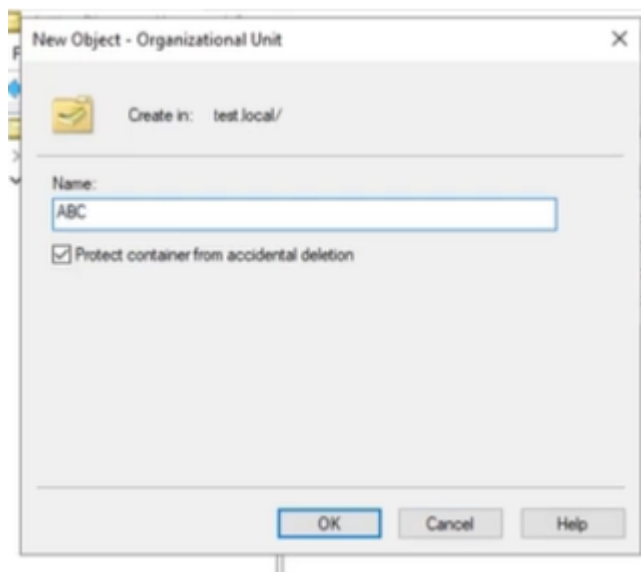 New Object - Organizational Unit
Create in: test.local/
Name:
ABC
Protect container from accidental deletion
OK Cancel Help